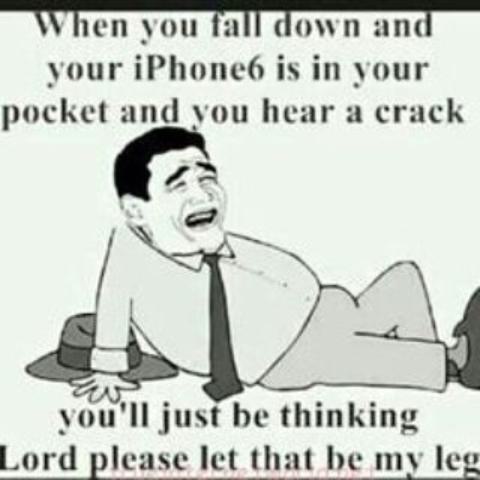 When you fall down and
your iPhone6 is in your
pocket and you hear a crack
you'll just be thinking
Lord please let that be my leg